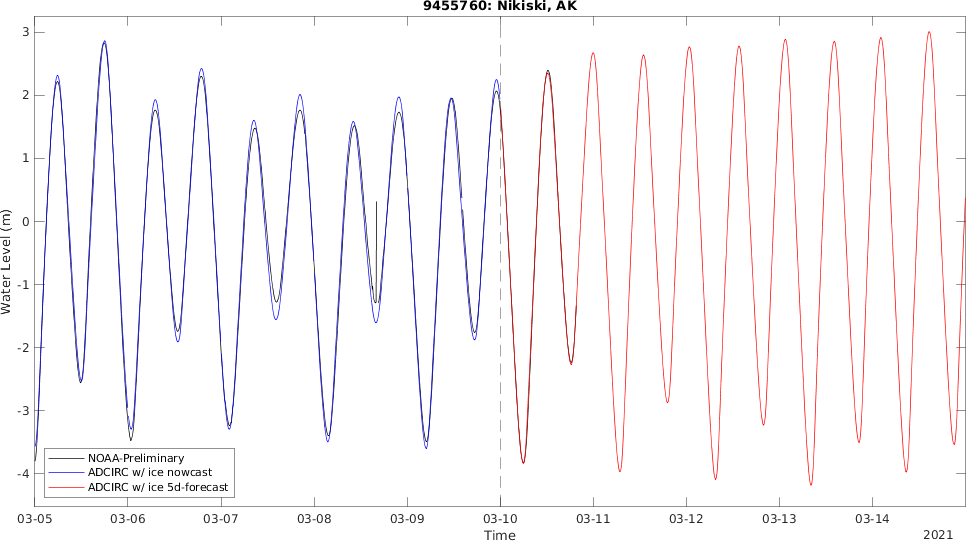 9455760: Nikiski, AK
3
2
1
0
-1
-2
-3
-4
Water Level (m)
NOAA-Preliminary
ADCIRC w/ ice nowcast
ADCIRC w/ ice 5d-forecast
03-05 03-06 03-07 03-08 03-09 03-10 03-11 03-12 03-13 03-14
Time
2021